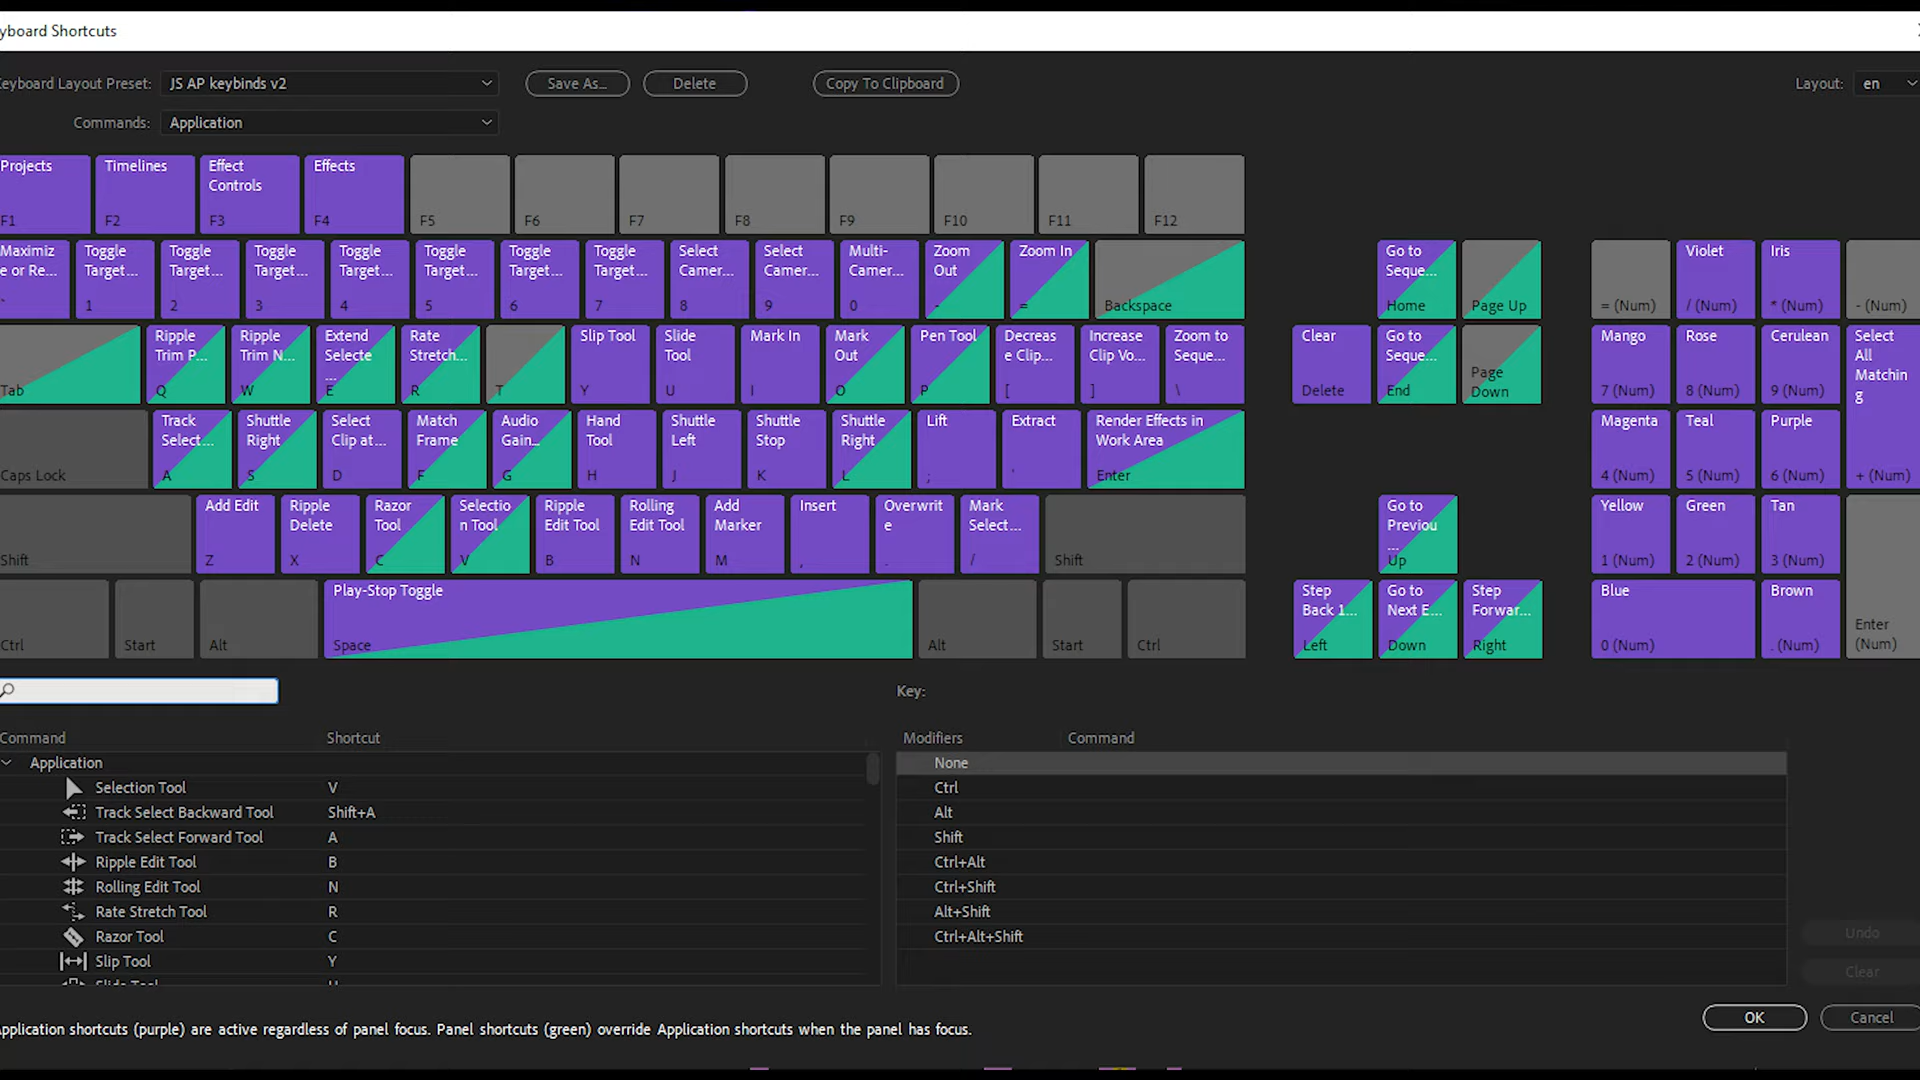 yboard Shortcuts
Keyboard Layout Preset: JS AP keybinds v2 Save As... Delete Copy To Clipboard Layout: en
Commands: Application
Projects Timelines Effect Controls Effects
F1 F2 F3 F4 F5 F6 F7 F8 F9 F10 F11 F12
Maximiz Toggle Toggle Toggle Toggle Toggle Toggle Toggle Select Select Multi- Zoom Zoom In Go to Violet Iris
e or Re... Target... Target... Target... Target... Target... Target... Target... Camer... Camer... Camer... Out Seque...
` 1 2 3 4 5 6 7 8 9 0 - = Backspace Home Page Up = (Num) / (Num) * (Num) - (Num)
Ripple Ripple Extend Rate Slip Tool Slide Mark In Mark Pen Tool Decreas Increase Zoom to Clear Go to Mango Rose Cerulean Select
Trim P... Trim N... Selecte Stretch... Tool Out e Clip... Clip Vo... Seque... Seque... All
... Page Matchin
Tab Q W E R T Y U I O P [ ] \ Delete End Down 7 (Num) 8 (Num) 9 (Num) g
Track Shuttle Select Match Audio Hand Shuttle Shuttle Shuttle Lift Extract Render Effects in Magenta Teal Purple
Select... Right Clip at... Frame Gain... Tool Left Stop Right Work Area
Caps Lock A S D F G H J K L ; ' Enter 4 (Num) 5 (Num) 6 (Num) + (Num)
Add Edit Ripple Razor Selectio Ripple Rolling Add Insert Overwrit Mark Go to Yellow Green Tan
Delete Tool n Tool Edit Tool Edit Tool Marker e Select... Previou
...
Shift Z X C V B N M , . / Shift Up 1 (Num) 2 (Num) 3 (Num)
Play-Stop Toggle Step Go to Step Blue Brown
Back 1... Next E... Forwar...
Ctrl Start Alt Space Alt Start Ctrl Left Down Right 0 (Num) . (Num) Enter (Num)
Key:
Command Shortcut Modifiers Command
Application None
Selection Tool V Ctrl
Track Select Backward Tool Shift+A Alt
Track Select Forward Tool A Shift
Ripple Edit Tool B Ctrl+Alt
Rolling Edit Tool N Ctrl+Shift
Rate Stretch Tool R Alt+Shift
Razor Tool C Ctrl+Alt+Shift
Undo
Slip Tool Y
Clear
Slide Tool U
OK Cancel
pplication shortcuts (purple) are active regardless of panel focus. Panel shortcuts (green) override Application shortcuts when the panel has focus.